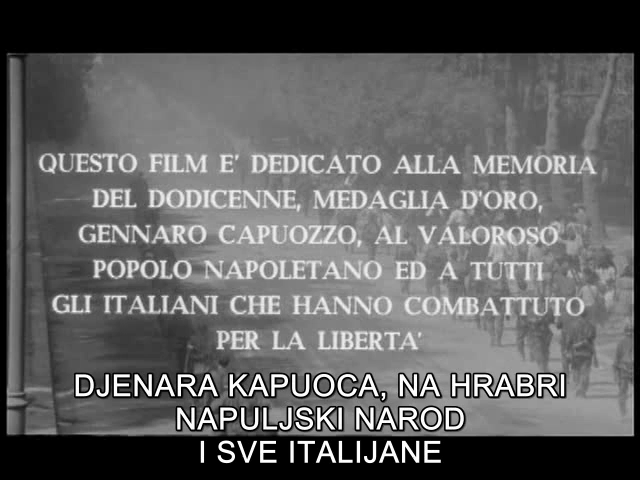 QUESTO FILM E' DEDICATO ALLA MEMORIA
DEL DODICENNE, MEDAGLIA D'ORO,
GENNARO CAPUOZZO, AL VALOROSO
POPOLO NAPOLETANO ED A TUTTI
GLI ITALIANI CHE HANNO COMBATTUTO
PER LA LIBERTA'
DJENARA KAPUOCA, NA HRABRI
NAPULJSKI NAROD
I SVE ITALIJANE